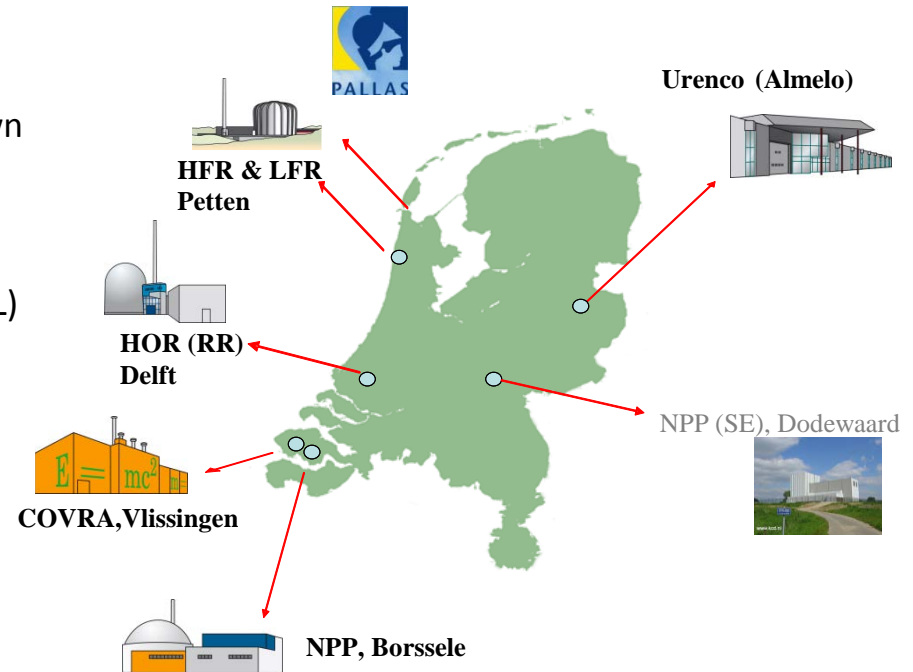 PALLAS
Urenco (Almelo)
HFR & LFR
Petten
HOR (RR)
Delft
NPP (SE), Dodewaard
E = mc²
COVRA,Vlissingen
NPP, Borssele